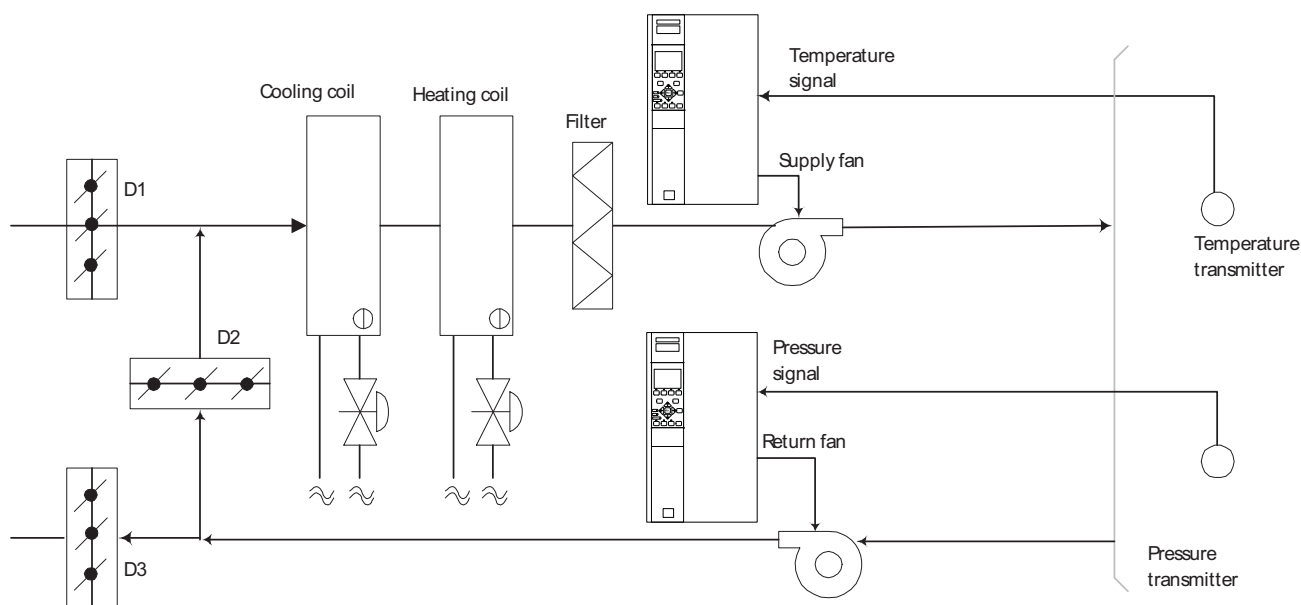 Temperature
signal
Cooling coil
Heating coil
Filter
Supply fan
D1
Temperature
transmitter
D2
Pressure
signal
Return fan
D3
Pressure
transmitter